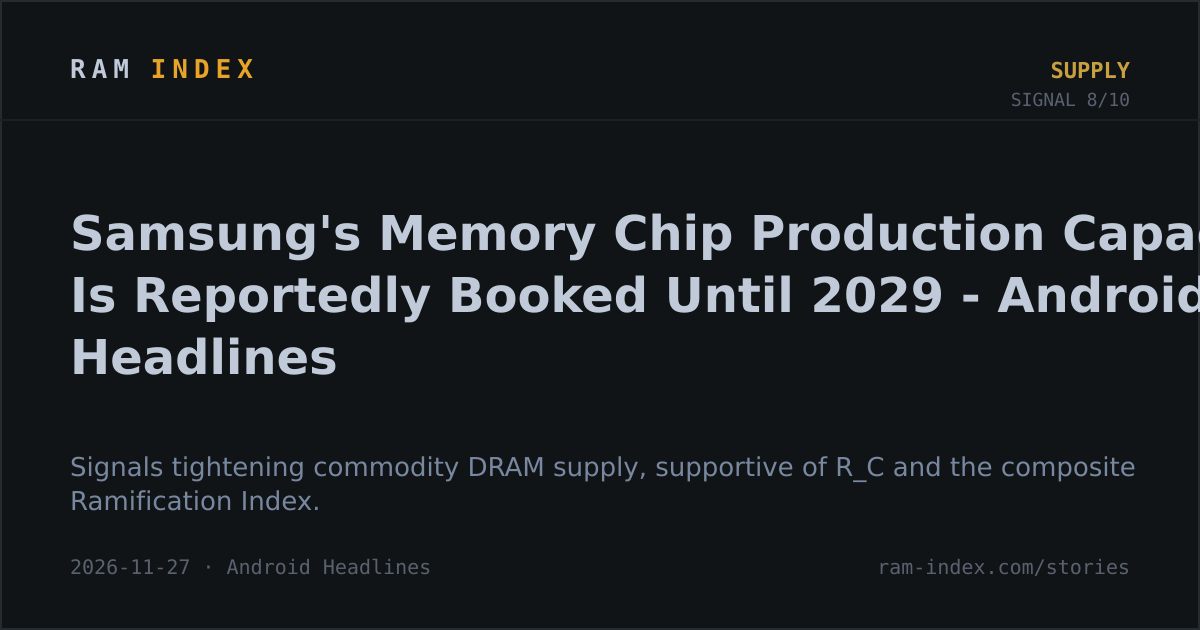 RAM INDEX
SUPPLY
SIGNAL 8/10
Samsung's Memory Chip Production Capa
Is Reportedly Booked Until 2029 - Android
Headlines
Signals tightening commodity DRAM supply, supportive of R_C and the composite
Ramification Index.
2026-11-27 · Android Headlines
ram-index.com/stories